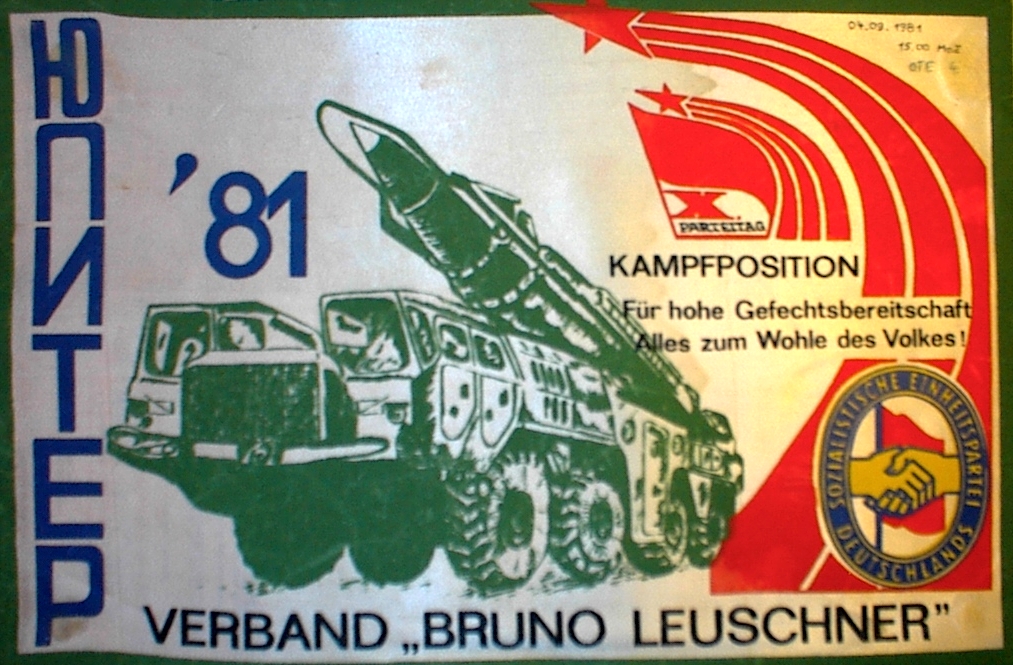 ЮПИТЕР
'81
04.09.1981
15.00 MoZ
X
PARTEITAG
KAMPFPOSITION
Für hohe Gefechtsbereitschaft
Alles zum Wohle des Volkes!
SOZIALISTISCHE EINHEITSPARTEI DEUTSCHLANDS
VERBAND „BRUNO LEUSCHNER”